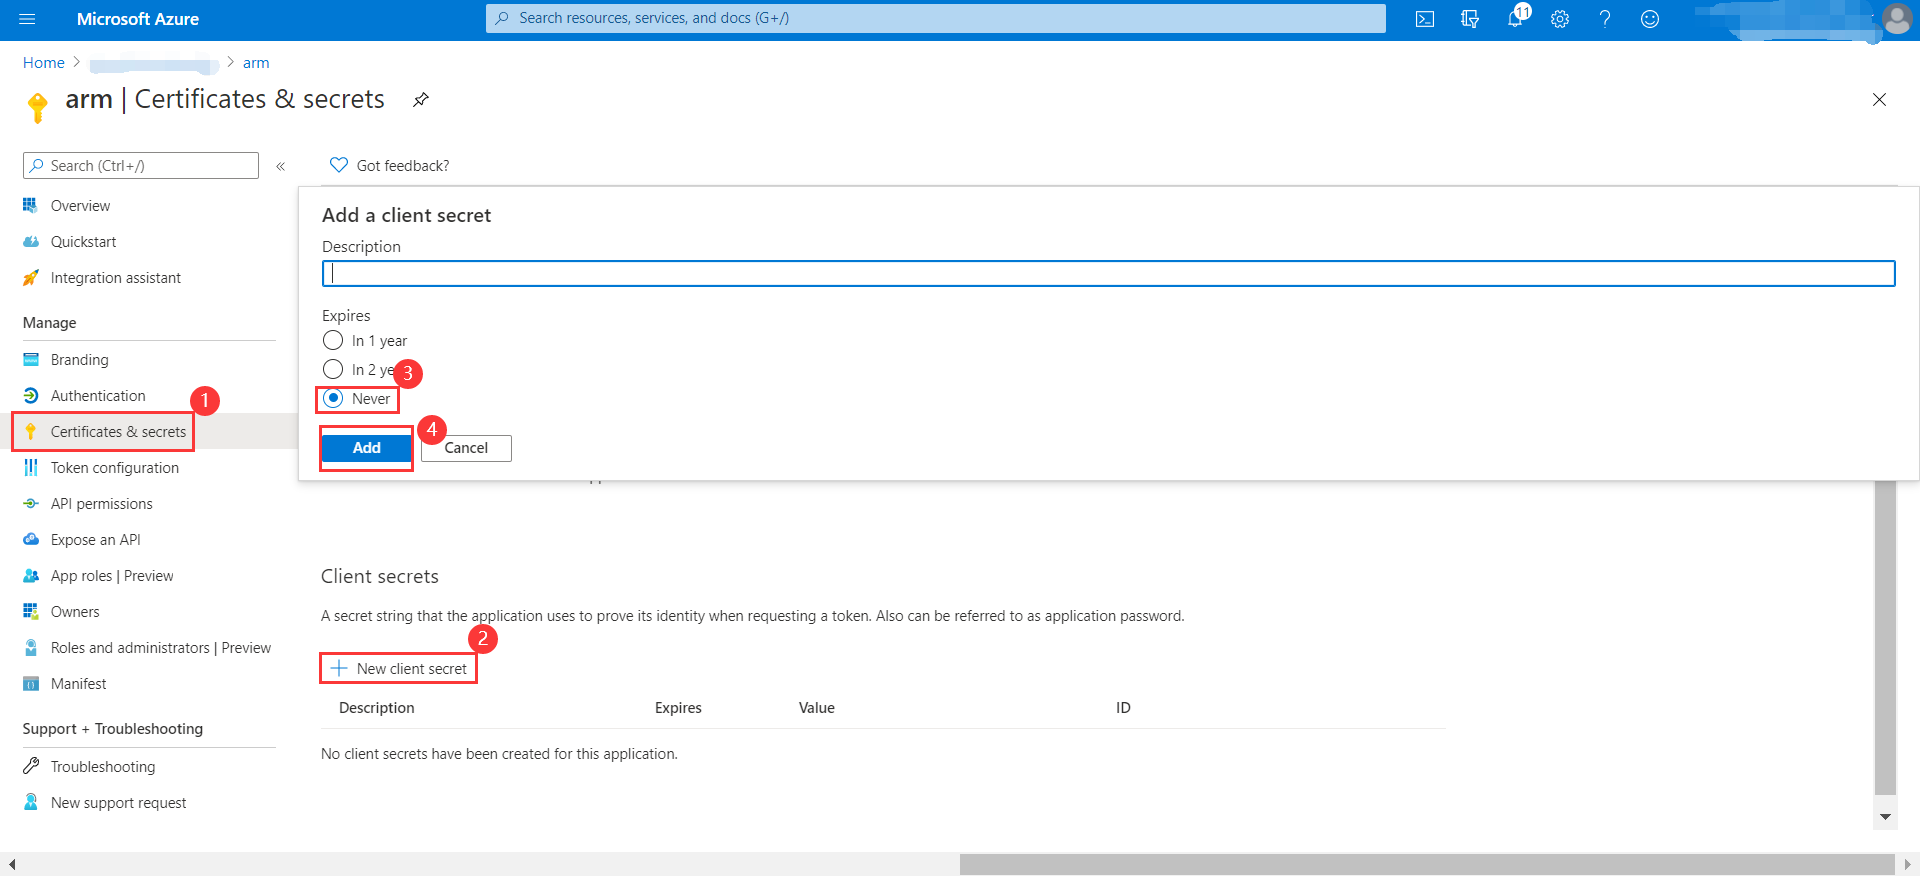 Microsoft Azure
Search resources, services, and docs (G+/)
11
Home > > arm
arm | Certificates & secrets
Search (Ctrl+/)
«
Got feedback?
Overview
Quickstart
Integration assistant
Manage
Branding
Authentication
1
Certificates & secrets
Token configuration
API permissions
Expose an API
App roles | Preview
Owners
Roles and administrators | Preview
Manifest
Support + Troubleshooting
Troubleshooting
New support request
Add a client secret
Description
Expires
In 1 year
In 2
3
Never
4
Add
Cancel
Client secrets
A secret string that the application uses to prove its identity when requesting a token. Also can be referred to as application password.
2
New client secret
Description Expires Value ID
No client secrets have been created for this application.